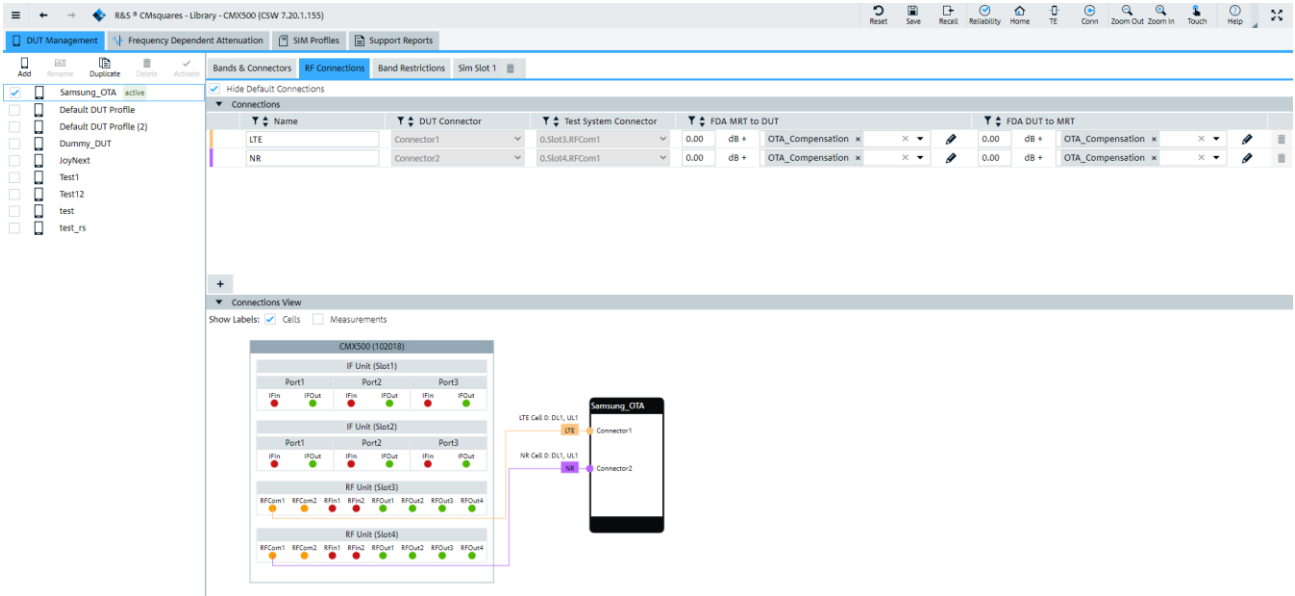 R&S ® CMsquares - Library - CMX500 (CSW 7.20.1.155)
Reset Save Recall Reliability Home TE Conn Zoom Out Zoom In Touch Help
DUT Management Frequency Dependent Attenuation SIM Profiles Support Reports
Add Rename Duplicate Delete Activate
Bands & Connectors RF Connections Band Restrictions Sim Slot 1
Samsung_OTA active
Default DUT Profile
Default DUT Profile (2)
Dummy_DUT
JoyNext
Test1
Test12
test
test_rs
Hide Default Connections
Connections
Name DUT Connector Test System Connector FDA MRT to DUT FDA DUT to MRT
LTE Connector1 0.Slot3.RFCom1 0.00 dB + OTA_Compensation × 0.00 dB + OTA_Compensation ×
NR Connector2 0.Slot4.RFCom1 0.00 dB + OTA_Compensation × 0.00 dB + OTA_Compensation ×
+
Connections View
Show Labels: Cells Measurements
CMX500 (102018)
IF Unit (Slot1)
Port1 Port2 Port3
IFIn IFOut IFIn IFOut IFIn IFOut
IF Unit (Slot2)
Port1 Port2 Port3
IFIn IFOut IFIn IFOut IFIn IFOut
RF Unit (Slot3)
RFCom1 RFCom2 RFIn1 RFIn2 RFOut1 RFOut2 RFOut3 RFOut4
RF Unit (Slot4)
RFCom1 RFCom2 RFIn1 RFIn2 RFOut1 RFOut2 RFOut3 RFOut4
Samsung_OTA
LTE Cell 0: DL1, UL1
LTE Connector1
NR Cell 0: DL1, UL1
NR Connector2